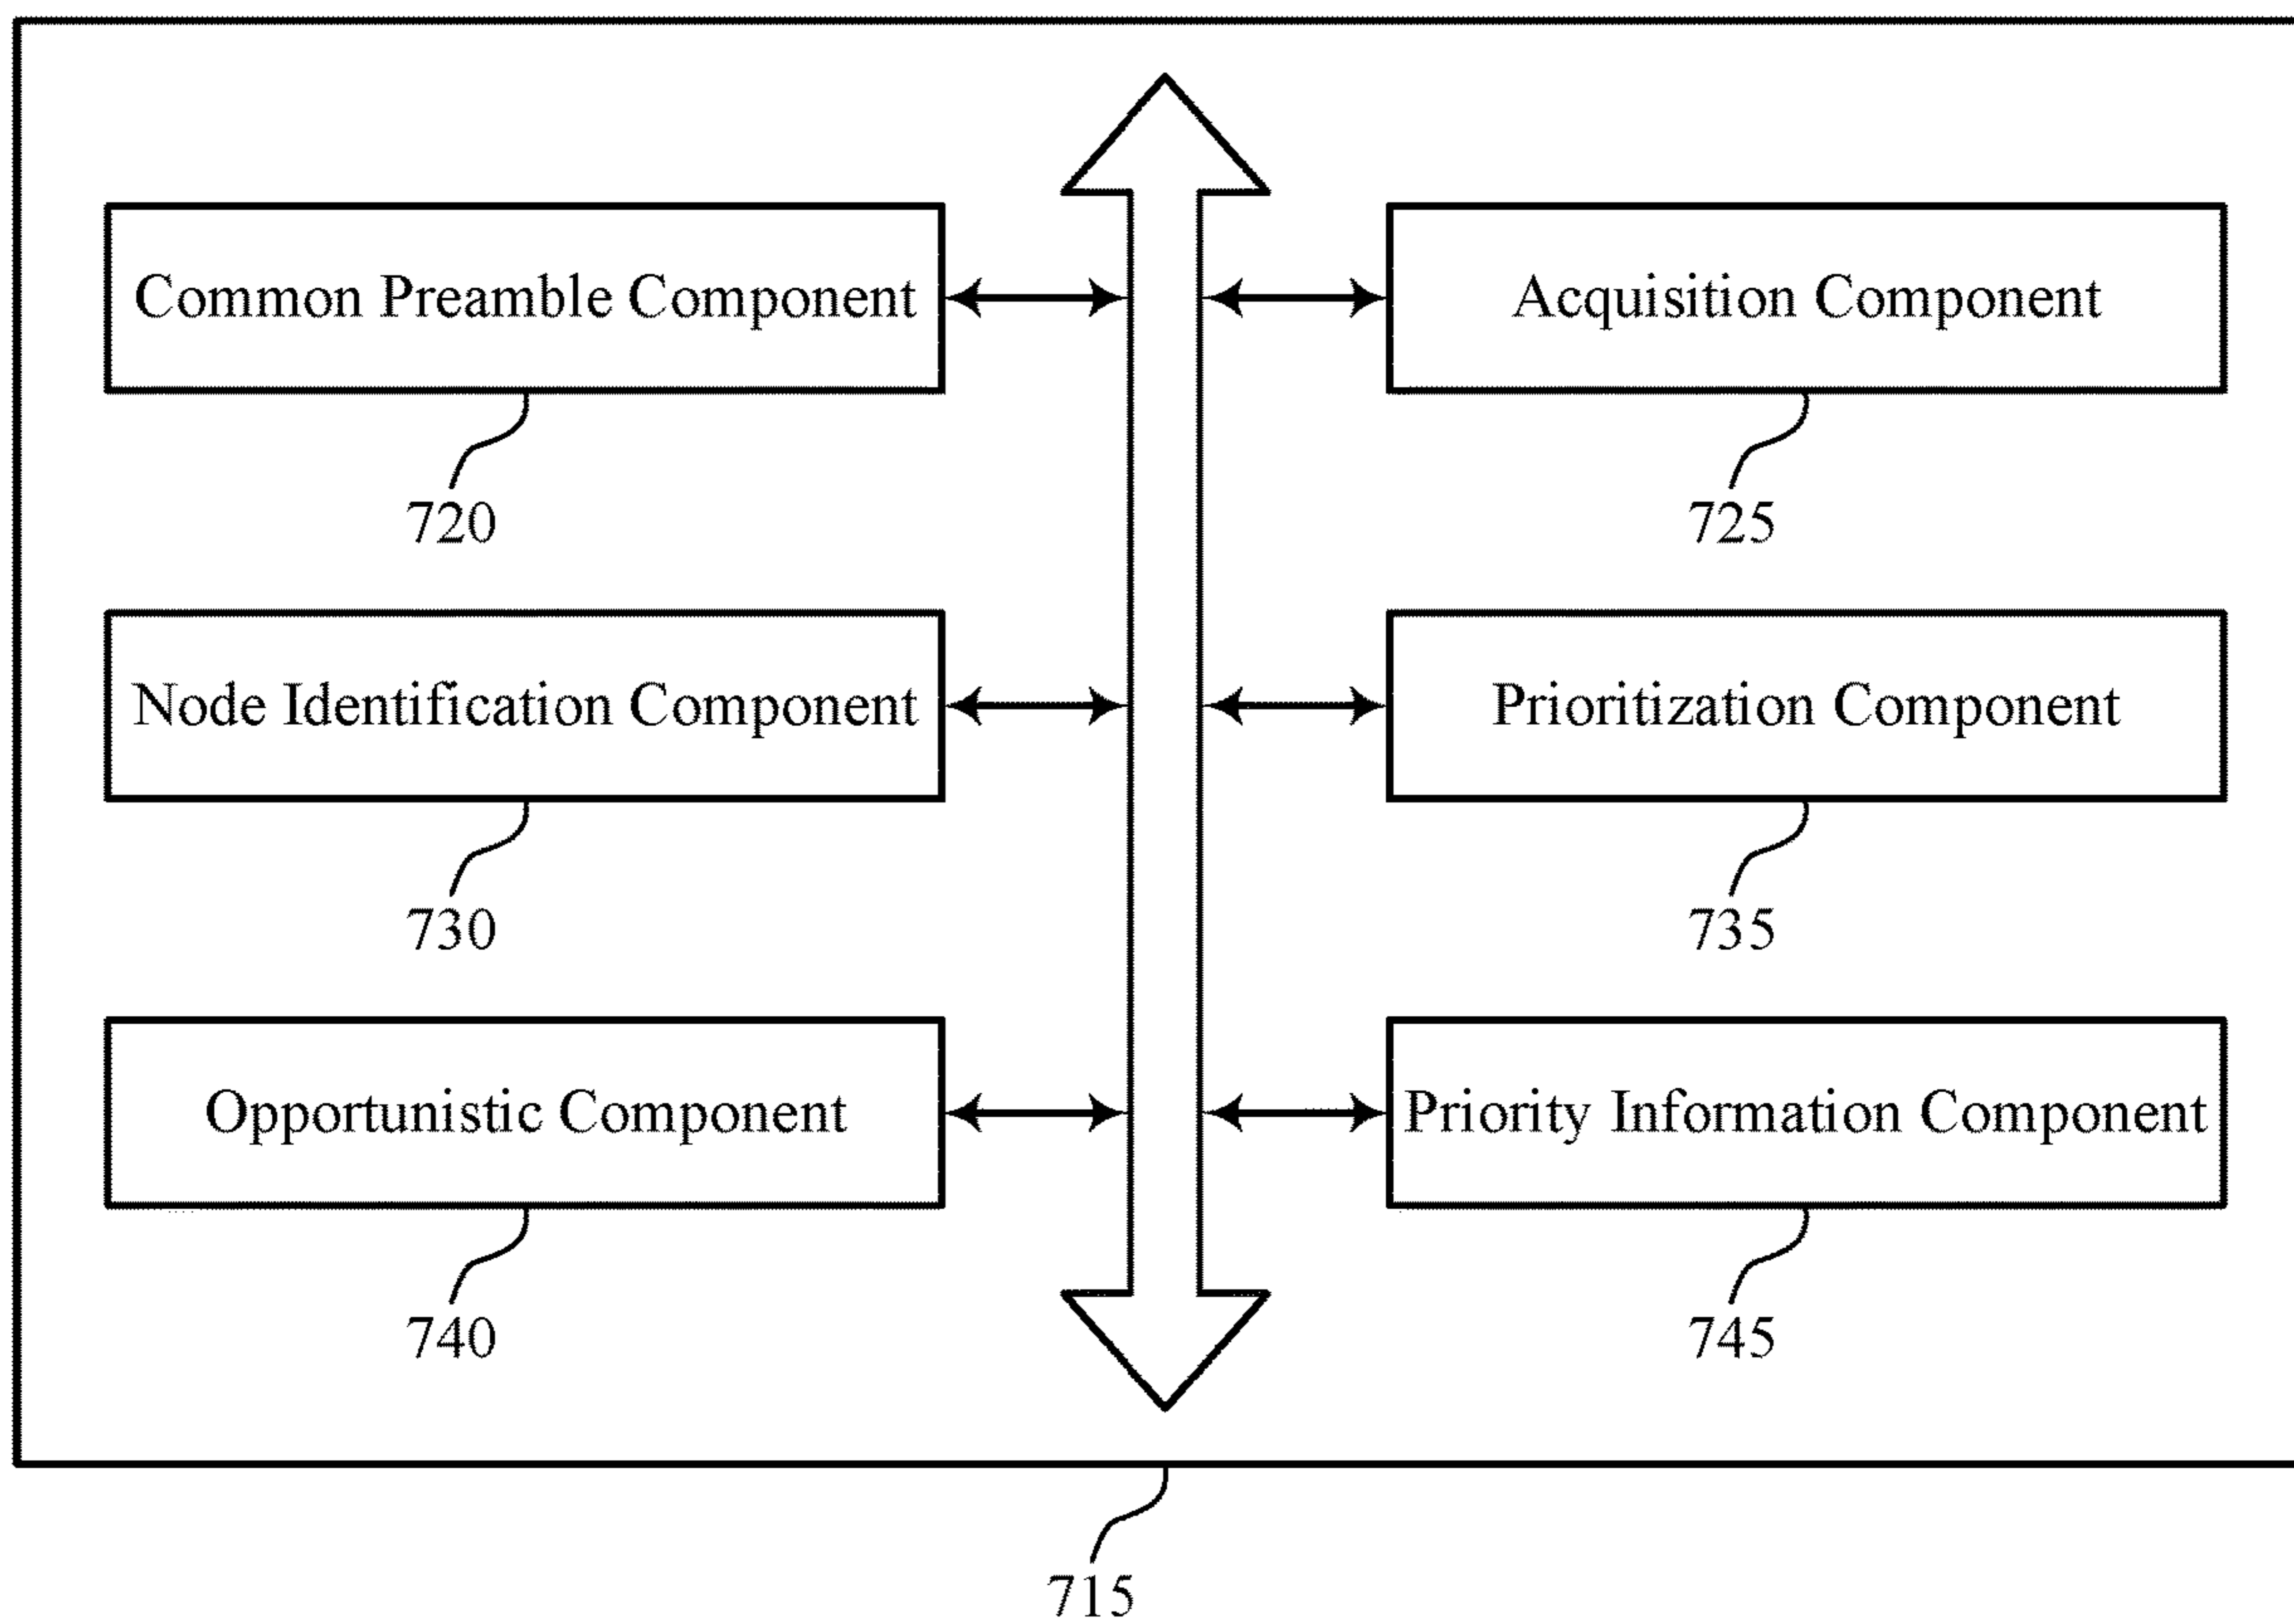 Common Preamble Component
Acquisition Component
720
725
Node Identification Component
Prioritization Component
730
735
Opportunistic Component
Priority Information Component
740
745
715